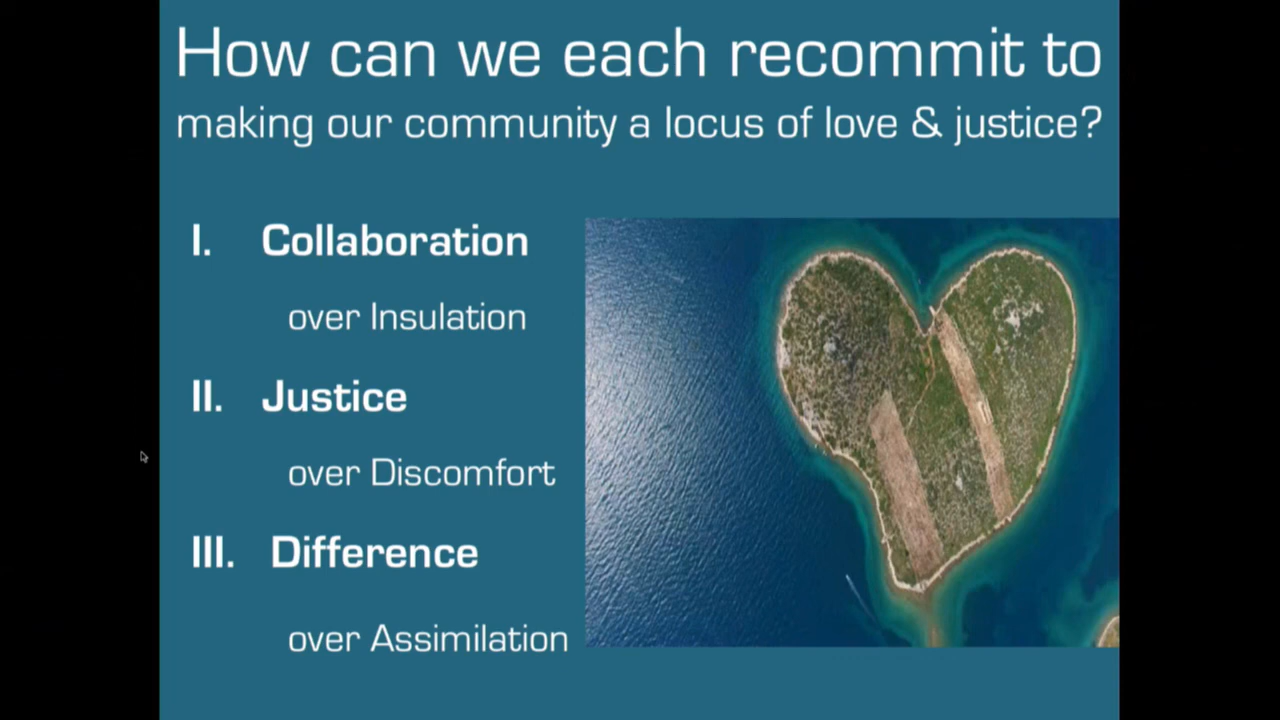 How can we each recommit to
making our community a locus of love & justice?
I. Collaboration
over Insulation
II. Justice
over Discomfort
III. Difference
over Assimilation